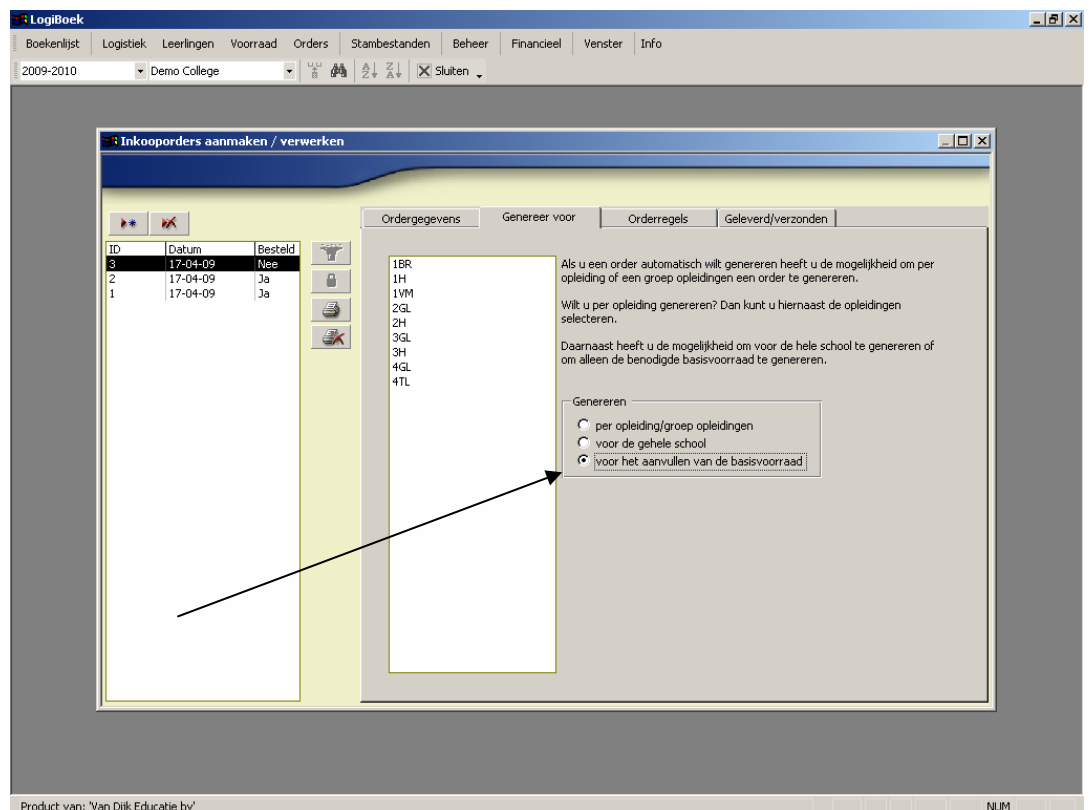 LogiBoek
Boekenlijst Logistiek Leerlingen Voorraad Orders Stambestanden Beheer Financieel Venster Info
2009-2010 Demo College Sluiten
Inkooporders aanmaken / verwerken
Ordergegevens Genereer voor Orderregels Geleverd/verzonden
ID Datum Besteld
3 17-04-09 Nee
2 17-04-09 Ja
1 17-04-09 Ja
1BR
1H
1VM
2GL
2H
3GL
3H
4GL
4TL
Als u een order automatisch wilt genereren heeft u de mogelijkheid om per
opleiding of een groep opleidingen een order te genereren.
Wilt u per opleiding genereren? Dan kunt u hiernaast de opleidingen
selecteren.
Daarnaast heeft u de mogelijkheid om voor de hele school te genereren of
om alleen de benodigde basisvoorraad te genereren.
Genereren
per opleiding/groep opleidingen
voor de gehele school
voor het aanvullen van de basisvoorraad
Product van: 'Van Dijk Educatie bv' NUM